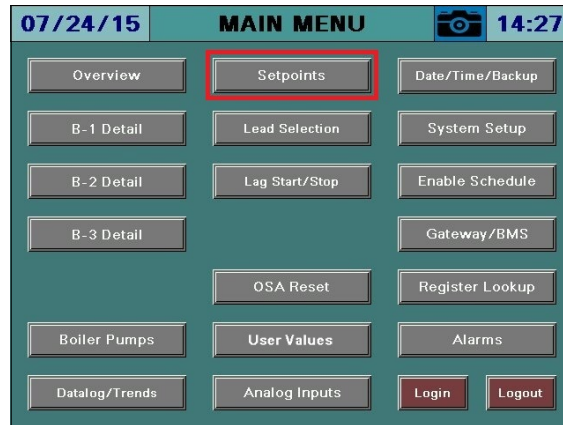 07/24/15 MAIN MENU 14:27
Overview Setpoints Date/Time/Backup
B-1 Detail Lead Selection System Setup
B-2 Detail Lag Start/Stop Enable Schedule
B-3 Detail Gateway/BMS
OSA Reset Register Lookup
Boiler Pumps User Values Alarms
Datalog/Trends Analog Inputs Login Logout